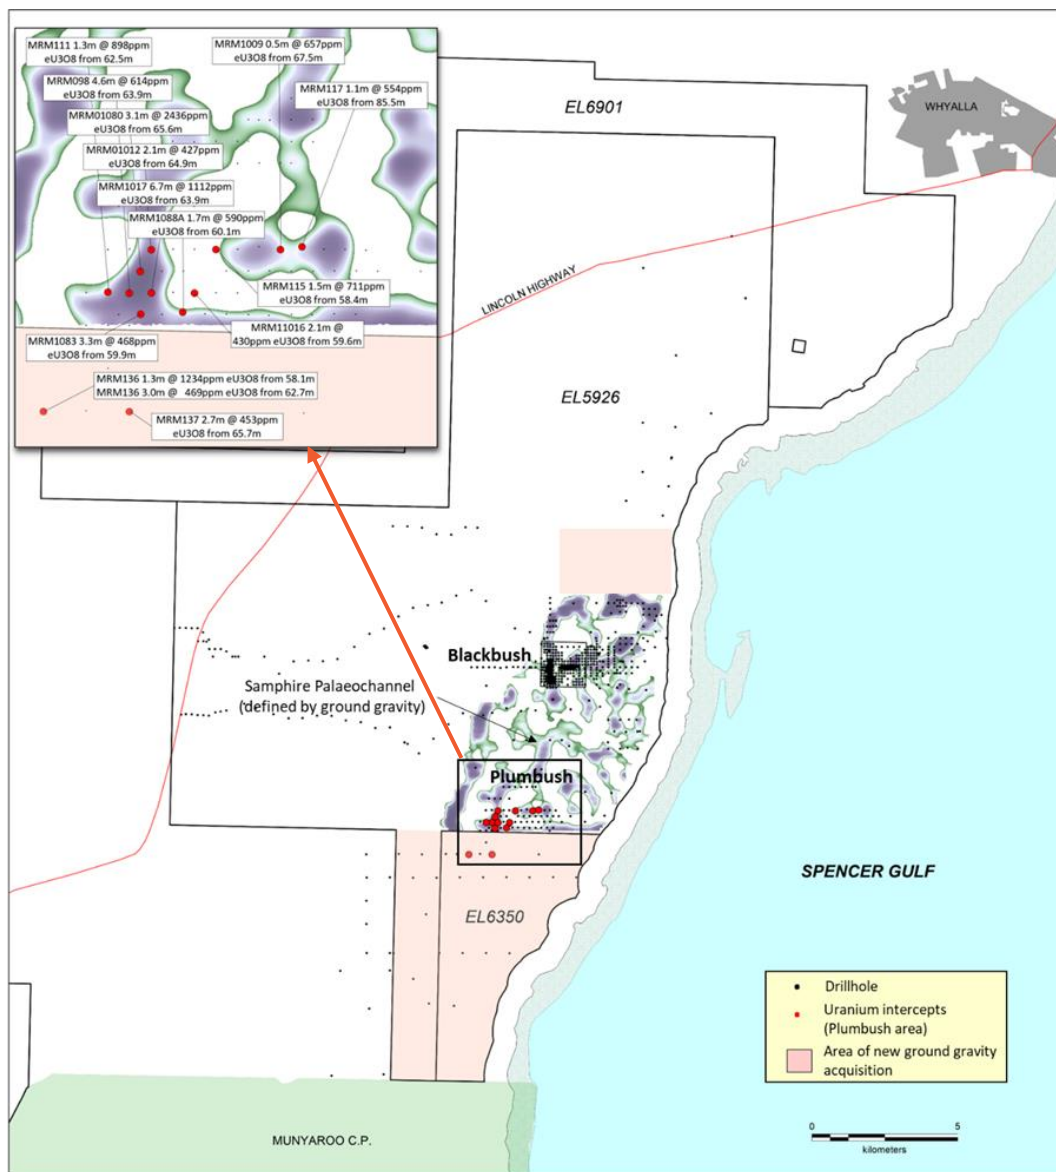 MRM111 1.3m @ 898ppm
eU3O8 from 62.5m
MRM1009 0.5m @ 657ppm
eU3O8 from 67.5m
MRM098 4.6m @ 614ppm
eU3O8 from 63.9m
MRM117 1.1m @ 554ppm
eU3O8 from 85.5m
MRM01080 3.1m @ 2436ppm
eU3O8 from 65.6m
MRM01012 2.1m @ 427ppm
eU3O8 from 64.9m
MRM1017 6.7m @ 1112ppm
eU3O8 from 63.9m
MRM1088A 1.7m @ 590ppm
eU3O8 from 60.1m
MRM115 1.5m @ 711ppm
eU3O8 from 58.4m
MRM11016 2.1m @
430ppm eU3O8 from 59.6m
MRM1083 3.3m @ 468ppm
eU3O8 from 59.9m
MRM136 1.3m @ 1234ppm eU3O8 from 58.1m
MRM136 3.0m @ 469ppm eU3O8 from 62.7m
MRM137 2.7m @ 453ppm
eU3O8 from 65.7m
EL6901
WHYALLA
LINCOLN HIGHWAY
EL5926
Blackbush
Samphire Palaeochannel
(defined by ground gravity)
Plumbush
SPENCER GULF
EL6350
Drillhole
Uranium intercepts
(Plumbush area)
Area of new ground gravity
acquisition
MUNYAROO C.P.
0 5
kilometers